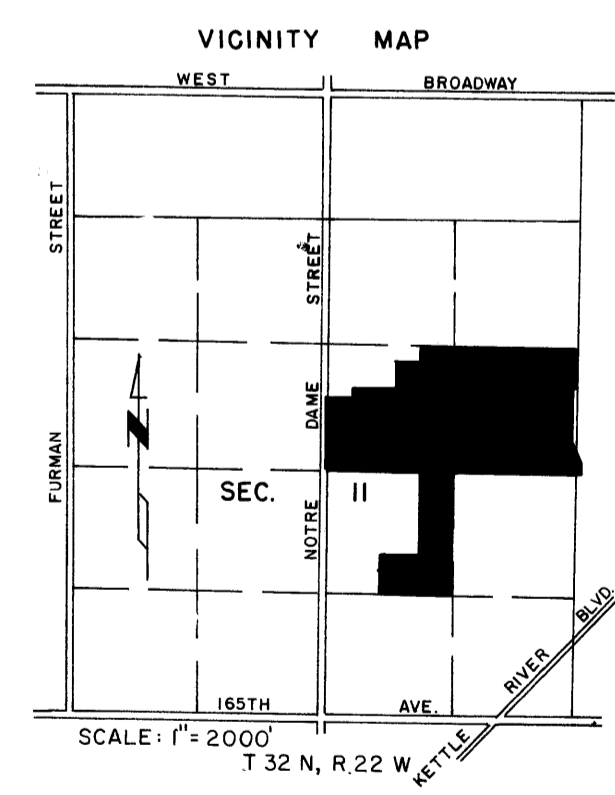 VICINITY MAP
WEST BROADWAY
STREET
STREET
FURMAN
DAME
NOTRE
SEC. 11
N
RIVER BLVD.
KETTLE
165TH AVE.
SCALE: 1"= 2000'
T 32 N, R.22 W